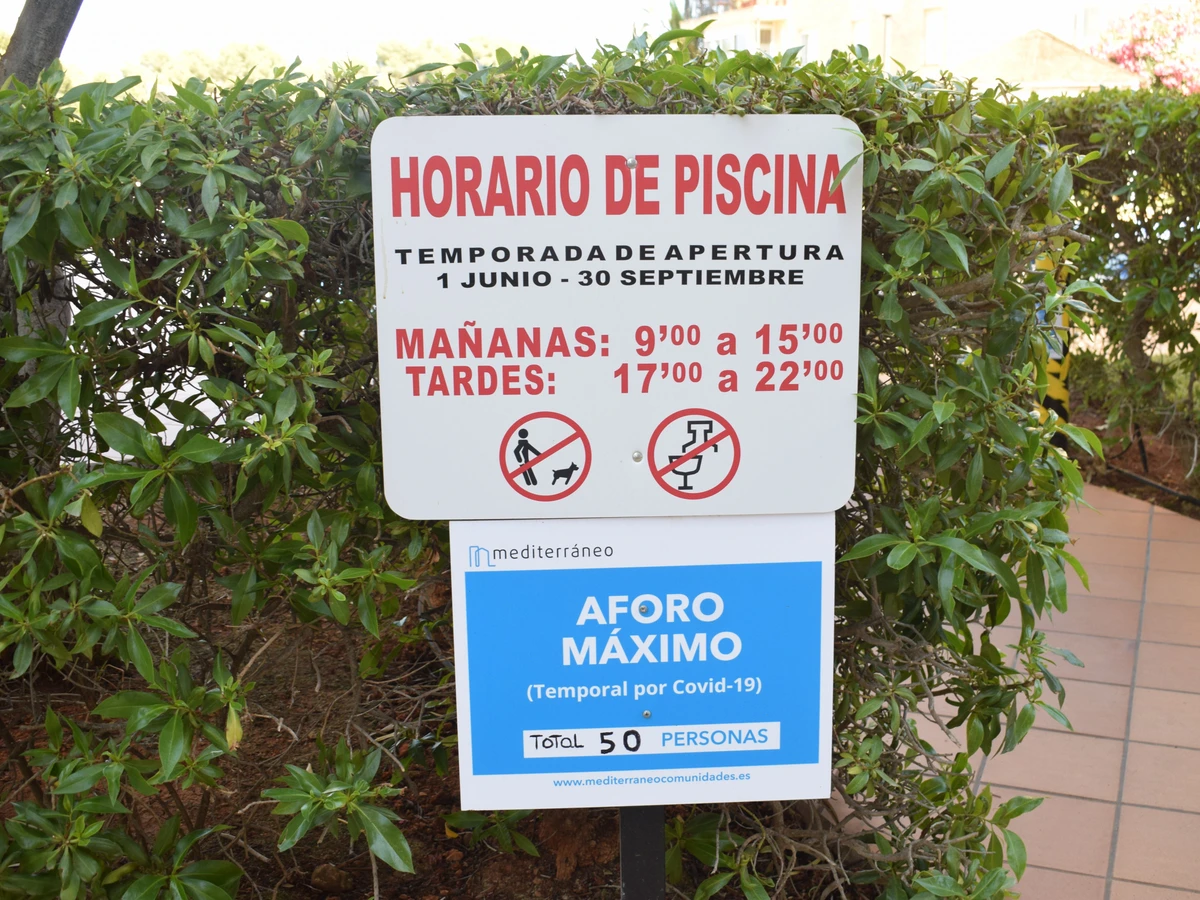 HORARIO DE PISCINA
TEMPORADA DE APERTURA
1 JUNIO - 30 SEPTIEMBRE
MAÑANAS: 9’00 a 15’00
TARDES: 17’00 a 22’00
mediterráneo
AFORO
MÁXIMO
(Temporal por Covid-19)
TOTAL 50 PERSONAS
www.mediterraneocomunidades.es